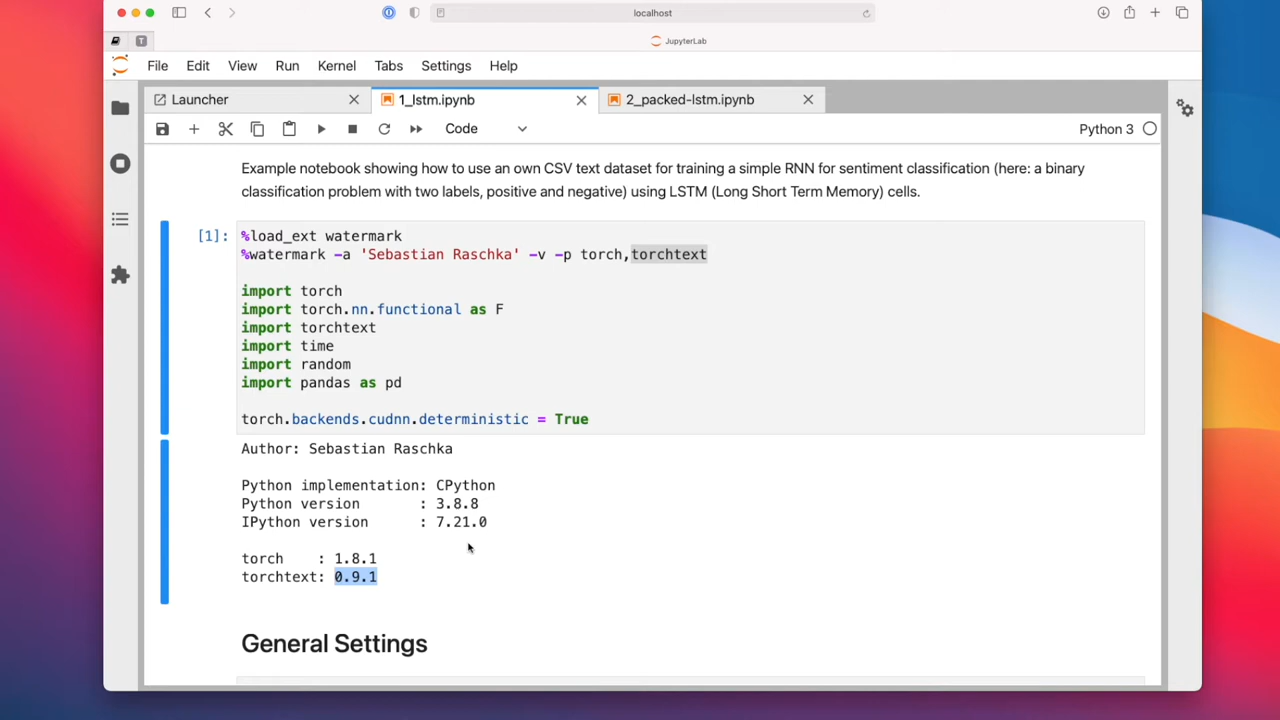 localhost
JupyterLab
File Edit View Run Kernel Tabs Settings Help
Launcher 1_lstm.ipynb 2_packed-lstm.ipynb
Code Python 3
Example notebook showing how to use an own CSV text dataset for training a simple RNN for sentiment classification (here: a binary
classification problem with two labels, positive and negative) using LSTM (Long Short Term Memory) cells.
[1]: %load_ext watermark
%watermark -a 'Sebastian Raschka' -v -p torch,torchtext
import torch
import torch.nn.functional as F
import torchtext
import time
import random
import pandas as pd
torch.backends.cudnn.deterministic = True
Author: Sebastian Raschka
Python implementation: CPython
Python version : 3.8.8
IPython version : 7.21.0
torch : 1.8.1
torchtext: 0.9.1
General Settings